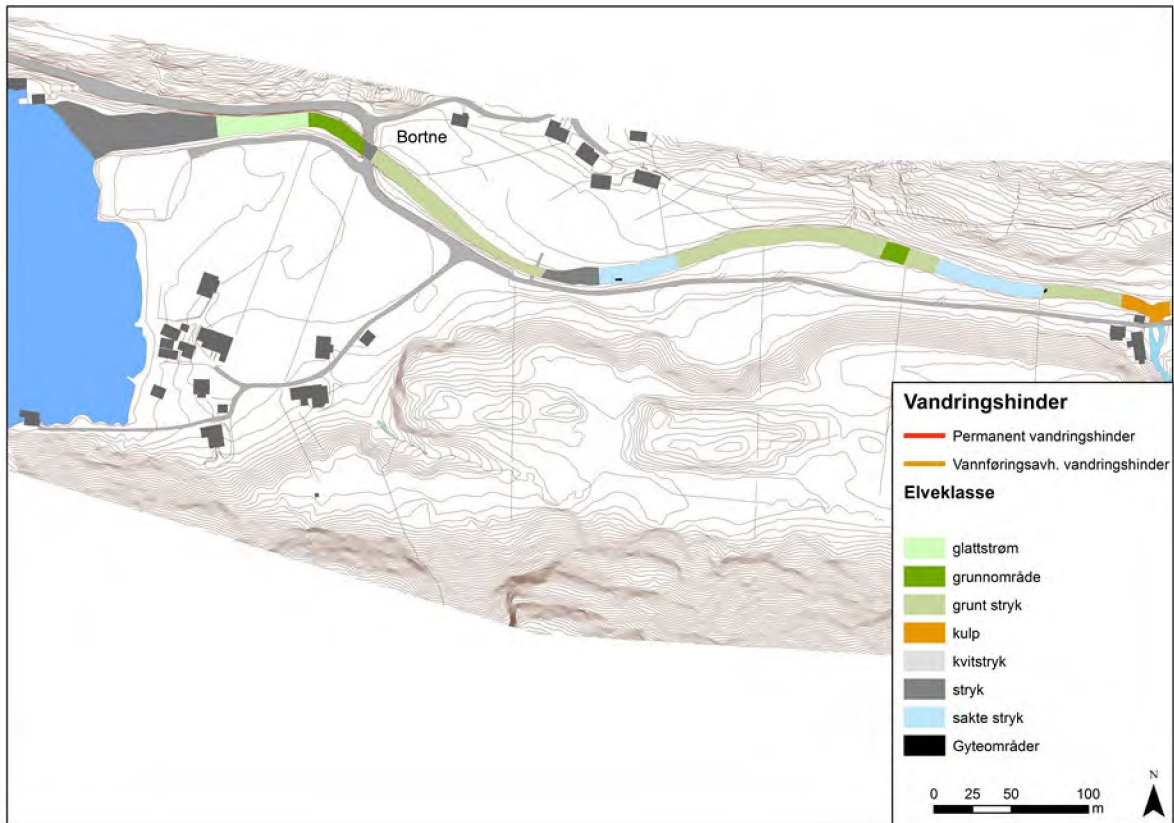 Bortne
Vandringshinder
Permanent vandringshinder
Vannføringsavh. vandringshinder
Elveklasse
glattstrøm
grunnområde
grunt stryk
kulp
kvitstryk
stryk
sakte stryk
Gyteområder
N
0 25 50 100
m